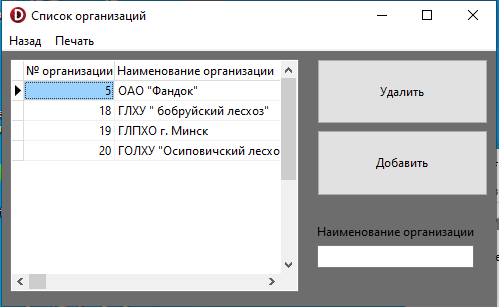 Список организаций
Назад Печать
№ организации Наименование организации
5 ОАО "Фандок"
18 ГЛХУ " бобруйский лесхоз"
19 ГЛПХО г. Минск
20 ГОЛХУ "Осиповичский лесхо
Удалить
Добавить
Наименование организации